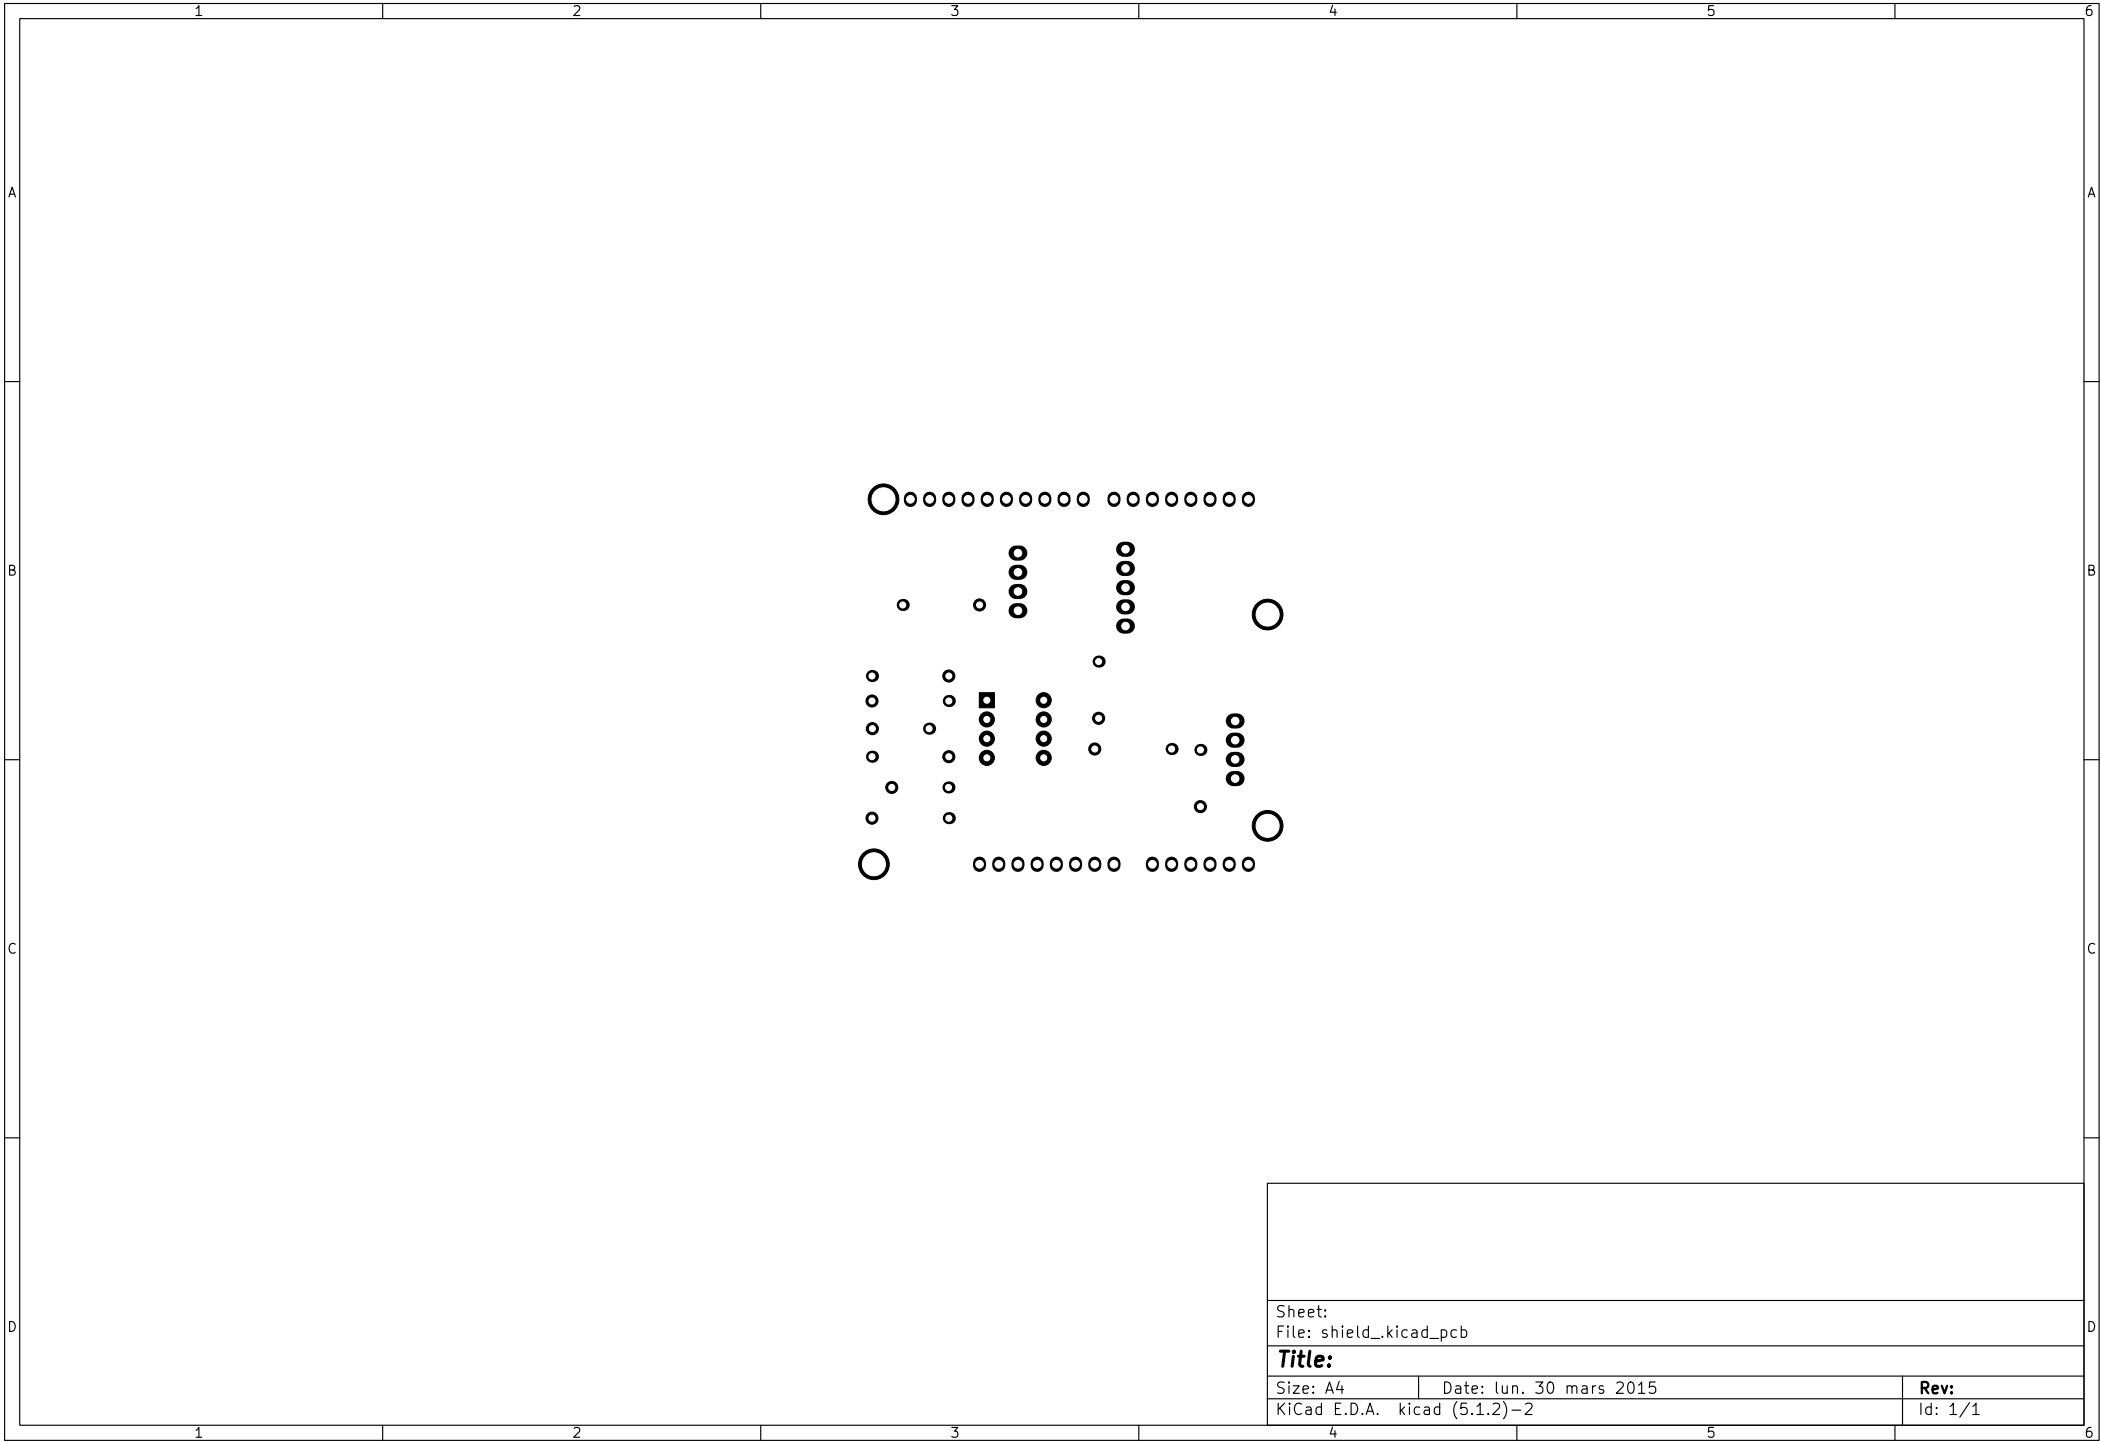 1 2 3 4 5 6
A A
B B
C C
Sheet:
File: shield_.kicad_pcb
D D
Title:
Size: A4 Date: lun. 30 mars 2015 Rev:
KiCad E.D.A. kicad (5.1.2)-2 Id: 1/1
1 2 3 4 5 6